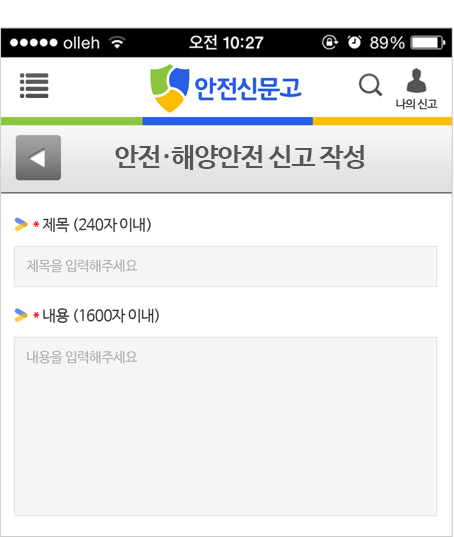 olleh 오전 10:27 89%
안전신문고
나의 신고
안전·해양안전 신고 작성
* 제목 (240자 이내)
제목을 입력해주세요
* 내용 (1600자 이내)
내용을 입력해주세요